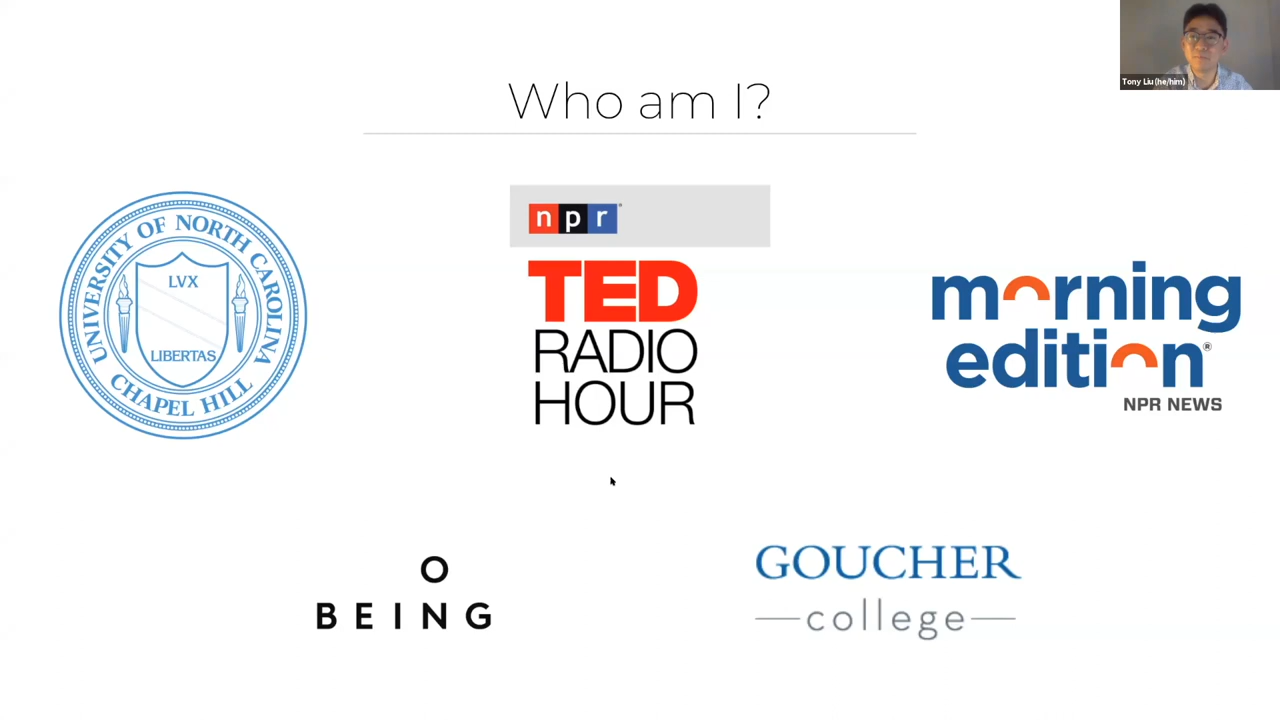 Tony Liu (he/him)
Who am I?
UNIVERSITY OF NORTH CAROLINA
LVX
LIBERTAS
CHAPEL HILL
npr
TED
RADIO
HOUR
morning
edition®
NPR NEWS
O
BEING
GOUCHER
college